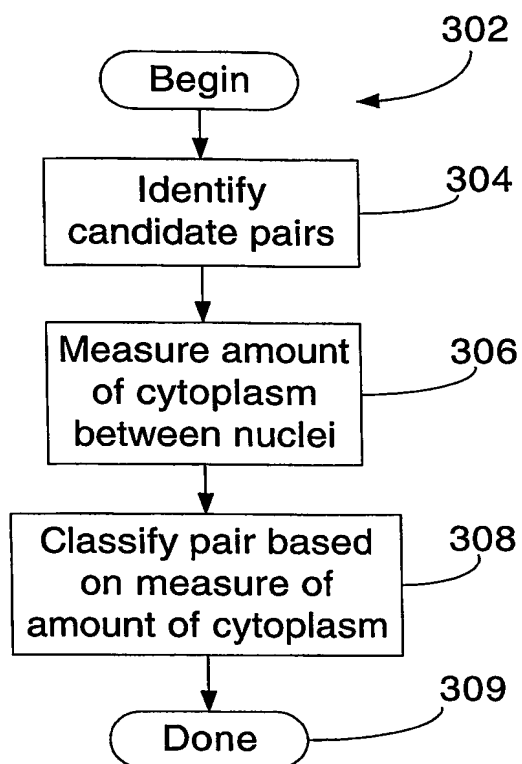 302
Begin
304
Identify
candidate pairs
306
Measure amount
of cytoplasm
between nuclei
308
Classify pair based
on measure of
amount of cytoplasm
309
Done